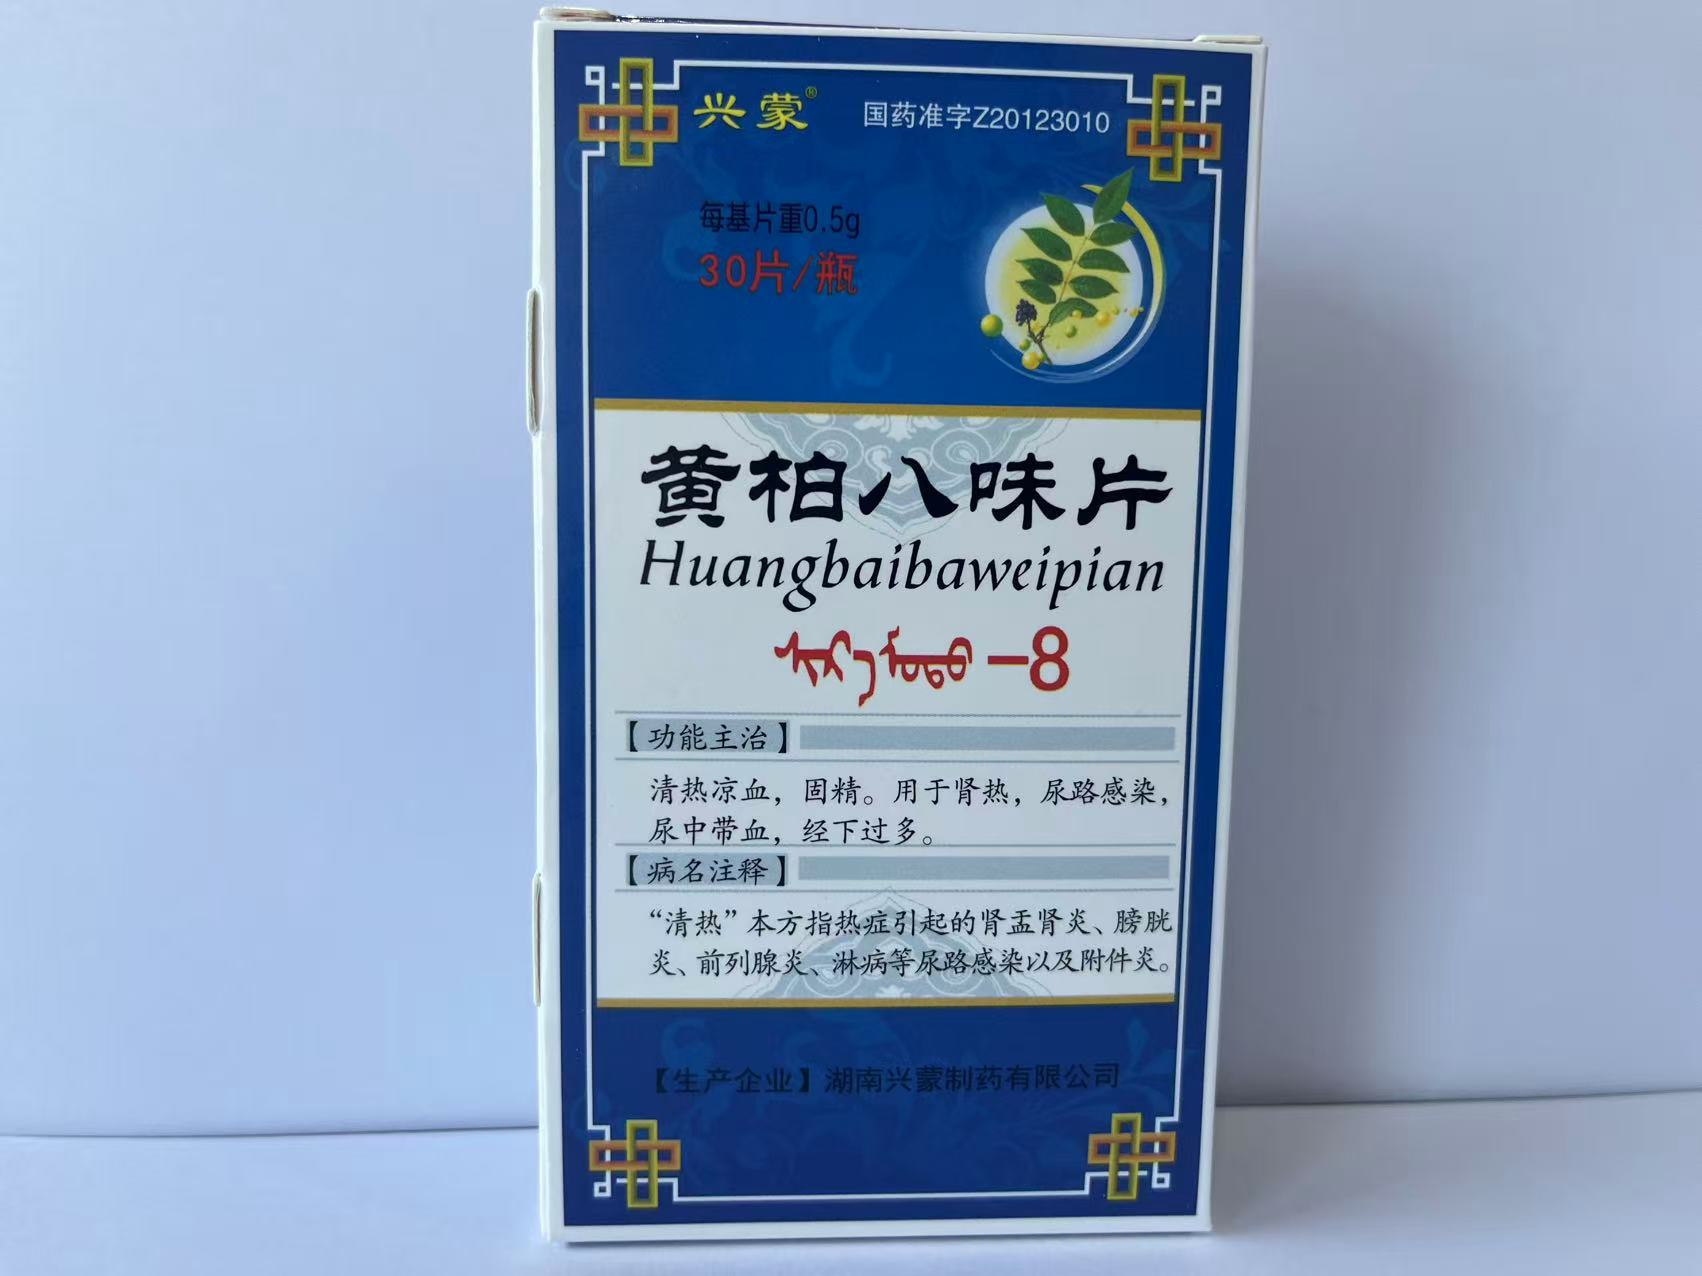 兴蒙®
国药准字Z20123010
每基片重0.5g
30片/瓶
黄柏八味片
Huangbaibaweipian
-8
【功能主治】
清热凉血，固精。用于肾热，尿路感染，
尿中带血，经下过多。
【病名注释】
“清热”本方指热症引起的肾盂肾炎、膀胱
炎、前列腺炎、淋病等尿路感染以及附件炎。
【生产企业】湖南兴蒙制药有限公司